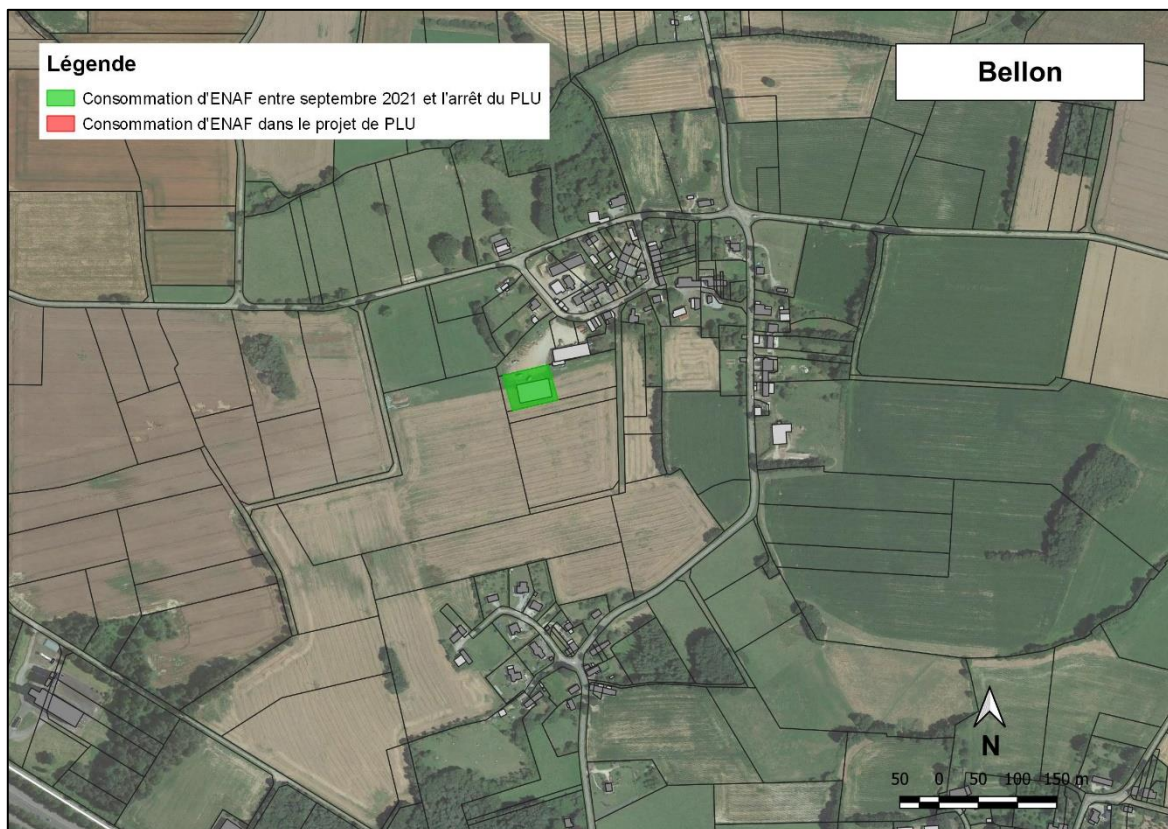 Légende
Consommation d'ENAF entre septembre 2021 et l'arrêt du PLU
Consommation d'ENAF dans le projet de PLU
Bellon
N
50 0 50 100 150 m